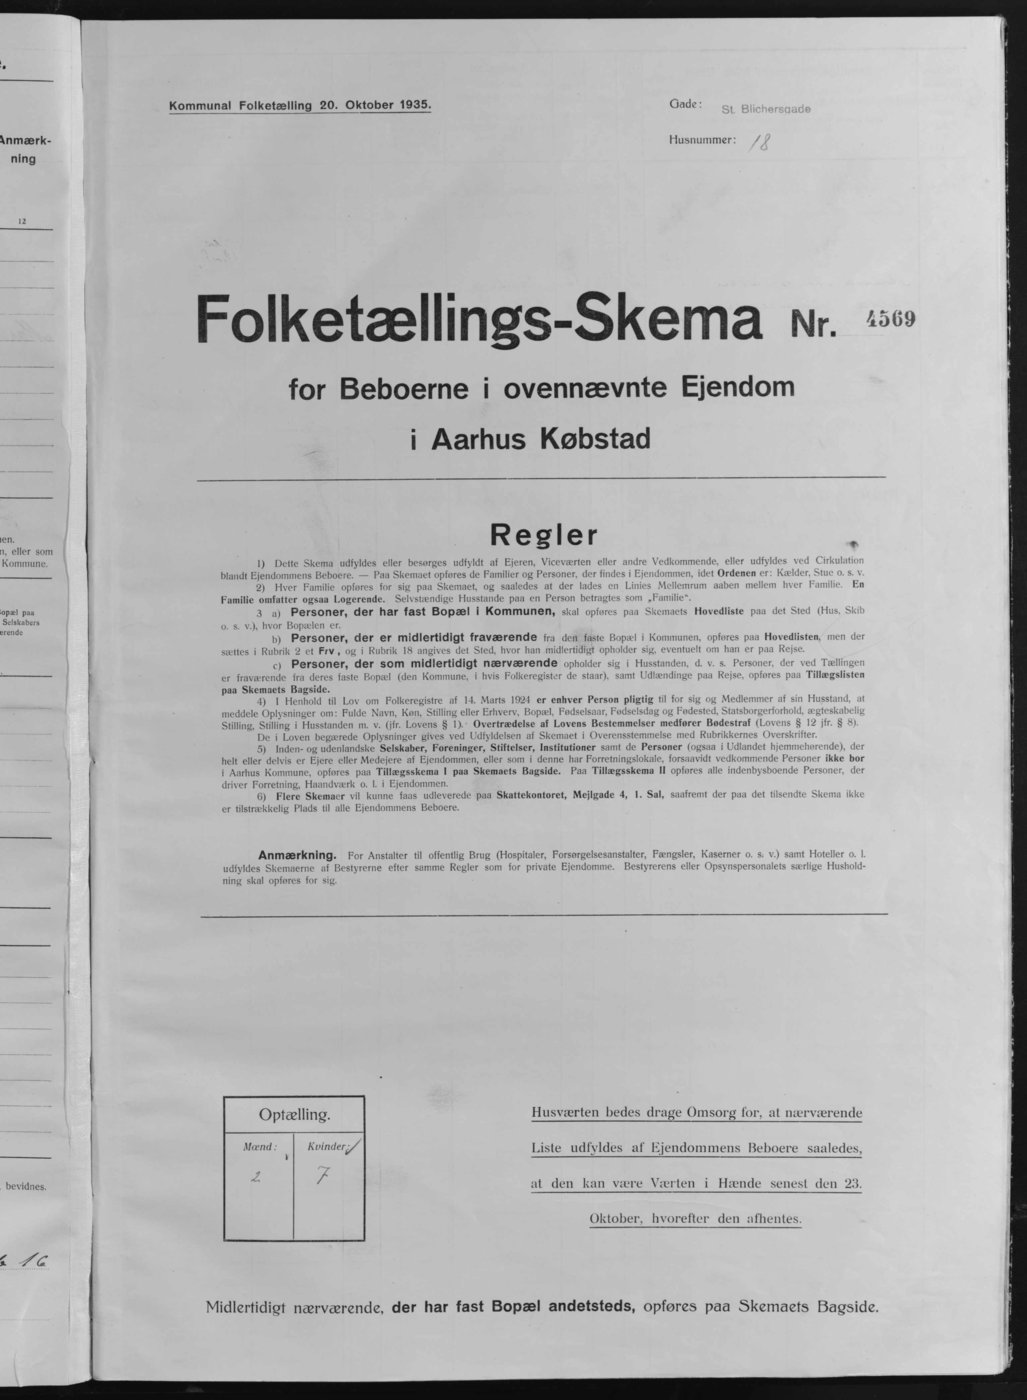 Anmærk-
ning
12
nen.
n, eller som
Kommune.
opæl paa
Selskabers
erende
bevidnes.
16
Kommunal Folketælling 20. Oktober 1935.
Gade: St. Blichersgade
Husnummer: 18
Folketællings-Skema Nr. 4569
for Beboerne i ovennævnte Ejendom
i Aarhus Købstad
Regler
1) Dette Skema udfyldes eller besørges udfyldt af Ejeren, Viceværten eller andre Vedkommende, eller udfyldes ved Cirkulation
blandt Ejendommens Beboere. — Paa Skemaet opføres de Familier og Personer, der findes i Ejendommen, idet Ordenen er: Kælder, Stue o. s. v.
2) Hver Familie opføres for sig paa Skemaet, og saaledes at der lades en Linies Mellemrum aaben mellem hver Familie. En
Familie omfatter ogsaa Logerende. Selvstændige Husstande paa en Person betragtes som „Familie“.
3 a) Personer, der har fast Bopæl i Kommunen, skal opføres paa Skemaets Hovedliste paa det Sted (Hus, Skib
o. s. v.), hvor Bopælen er.
b) Personer, der er midlertidigt fraværende fra den faste Bopæl i Kommunen, opføres paa Hovedlisten, men der
sættes i Rubrik 2 et Frv., og i Rubrik 18 angives det Sted, hvor han midlertidigt opholder sig, eventuelt om han er paa Rejse.
c) Personer, der som midlertidigt nærværende opholder sig i Husstanden, d. v. s. Personer, der ved Tællingen
er fraværende fra deres faste Bopæl (den Kommune, i hvis Folkeregister de staar), samt Udlændinge paa Rejse, opføres paa Tillægslisten
paa Skemaets Bagside.
4) I Henhold til Lov om Folkeregistre af 14. Marts 1924 er enhver Person pligtig til for sig og Medlemmer af sin Husstand, at
meddele Oplysninger om: Fulde Navn, Køn, Stilling eller Erhverv, Bopæl, Fødselsaar, Fødselsdag og Fødested, Statsborgerforhold, ægteskabelig
Stilling, Stilling i Husstanden m. v. (jfr. Lovens § 1). Overtrædelse af Lovens Bestemmelser medfører Bødestraf (Lovens § 12 jfr. § 8).
De i Loven begærede Oplysninger gives ved Udfyldelsen af Skemaet i Overensstemmelse med Rubrikkernes Overskrifter.
5) Inden- og udenlandske Selskaber, Foreninger, Stiftelser, Institutioner samt de Personer (ogsaa i Udlandet hjemmehørende), der
helt eller delvis er Ejere eller Medejere af Ejendommen, eller som i denne har Forretningslokale, forsaavidt vedkommende Personer ikke bor
i Aarhus Kommune, opføres paa Tillægsskema I paa Skemaets Bagside. Paa Tillægsskema II opføres alle indenbysboende Personer, der
driver Forretning, Haandværk o. l. i Ejendommen.
6) Flere Skemaer vil kunne faas udleverede paa Skattekontoret, Mejlgade 4, 1. Sal, saafremt der paa det tilsendte Skema ikke
er tilstrækkelig Plads til alle Ejendommens Beboere.
Anmærkning. For Anstalter til offentlig Brug (Hospitaler, Forsørgelsesanstalter, Fængsler, Kaserner o. s. v.) samt Hoteller o. l.
udfyldes Skemaerne af Bestyrerne efter samme Regler som for private Ejendomme. Bestyrerens eller Opsynspersonalets særlige Hushold-
ning skal opføres for sig.
Optælling.
Mænd: Kvinder:
2 7
Husværten bedes drage Omsorg for, at nærværende
Liste udfyldes af Ejendommens Beboere saaledes,
at den kan være Værten i Hænde senest den 23.
Oktober, hvorefter den afhentes.
Midlertidigt nærværende, der har fast Bopæl andetsteds, opføres paa Skemaets Bagside.